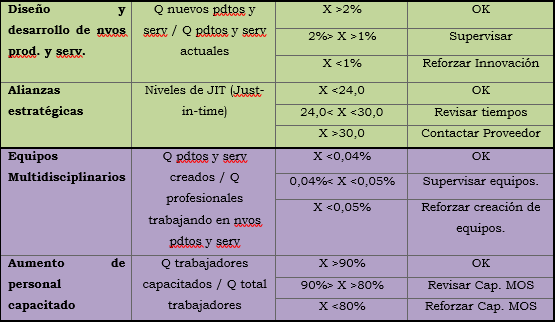 Diseño y desarrollo de nvos prod. y serv.
Q nuevos pdtos y serv / Q pdtos y serv actuales
X >2%
OK
2%> X >1%
Supervisar
X <1%
Reforzar Innovación
Alianzas estratégicas
Niveles de JIT (Just-in-time)
X <24,0
OK
24,0< X <30,0
Revisar tiempos
X >30,0
Contactar Proveedor
Equipos Multidisciplinarios
Q pdtos y serv creados / Q profesionales trabajando en nvos pdtos y serv
X <0,04%
OK
0,04%< X <0,05%
Supervisar equipos.
X <0,05%
Reforzar creación de equipos.
Aumento de personal capacitado
Q trabajadores capacitados / Q total trabajadores
X >90%
OK
90%> X >80%
Revisar Cap. MOS
X <80%
Reforzar Cap. MOS